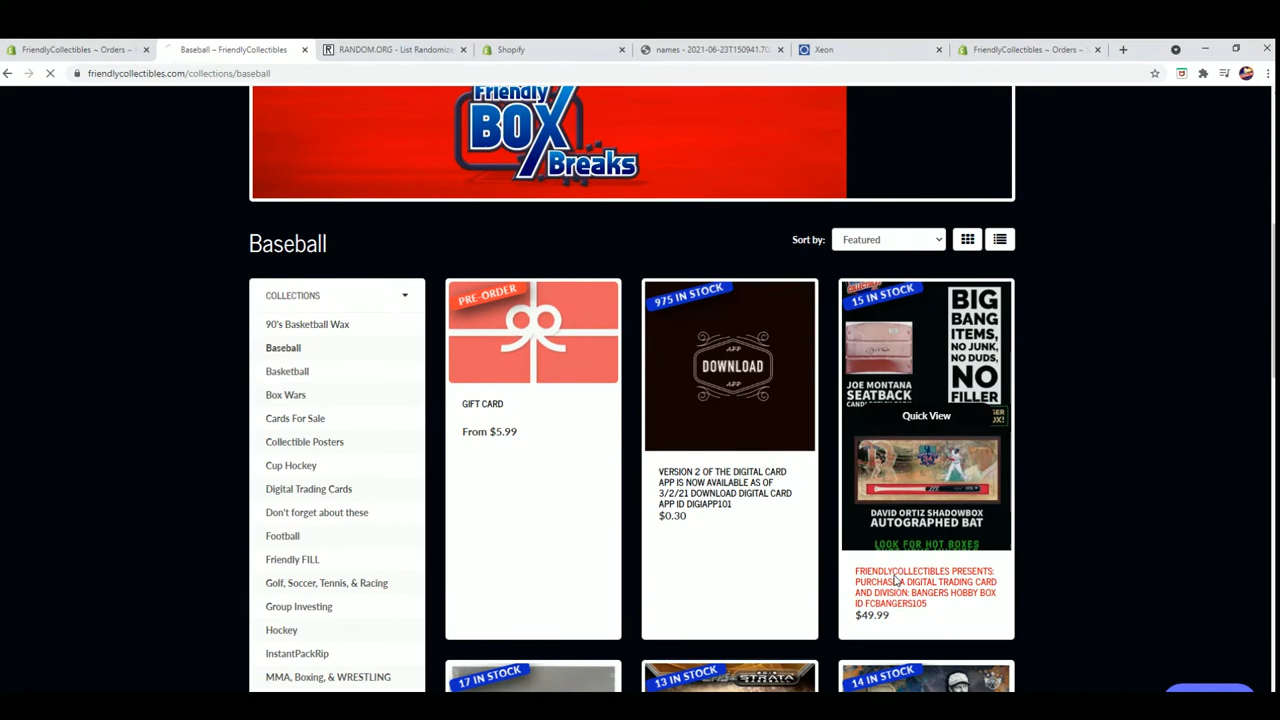 FriendlyCollectibles ~ Orders ~
Baseball – FriendlyCollectibles
RANDOM.ORG - List Randomize
Shopify
names - 2021-06-23T150941.70
Xeon
FriendlyCollectibles ~ Orders ~
friendlycollectibles.com/collections/baseball
Friendly
BOX
Breaks
Baseball
Sort by:
Featured
COLLECTIONS
90's Basketball Wax
Baseball
Basketball
Box Wars
Cards For Sale
Collectible Posters
Cup Hockey
Digital Trading Cards
Don't forget about these
Football
Friendly FILL
Golf, Soccer, Tennis, & Racing
Group Investing
Hockey
InstantPackRip
MMA, Boxing, & WRESTLING
PRE-ORDER
GIFT CARD
From $5.99
975 IN STOCK
APP
DOWNLOAD
APP
VERSION 2 OF THE DIGITAL CARD
APP IS NOW AVAILABLE AS OF
3/2/21 DOWNLOAD DIGITAL CARD
APP ID DIGIAPP101
$0.30
15 IN STOCK
BIG
BANG
ITEMS,
NO JUNK,
NO DUDS,
NO
FILLER
JOE MONTANA
SEATBACK
Quick View
DAVID ORTIZ SHADOWBOX
AUTOGRAPHED BAT
LOOK FOR HOT BOXES
FRIENDLYCOLLECTIBLES PRESENTS:
PURCHASE A DIGITAL TRADING CARD
AND DIVISION: BANGERS HOBBY BOX
ID FCBANGERS105
$49.99
17 IN STOCK
13 IN STOCK
STRATA
14 IN STOCK